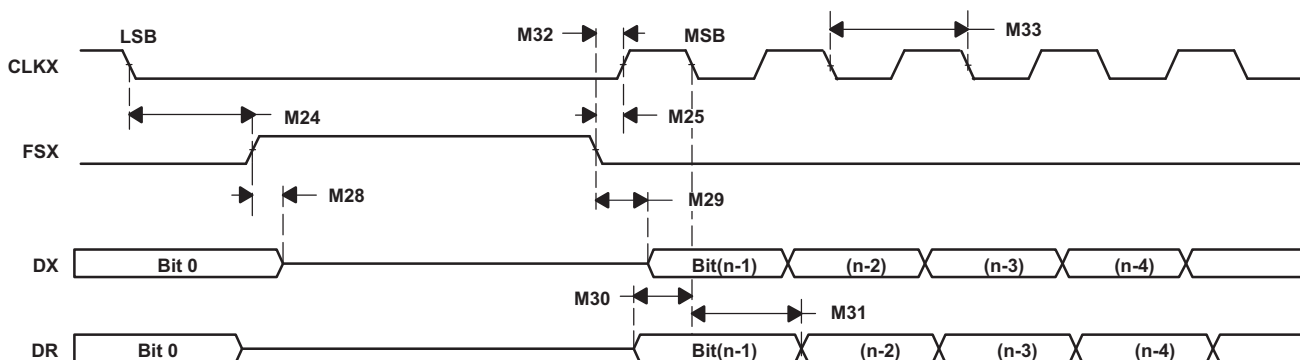 LSB M32 MSB M33
CLKX
M24 M25
FSX
M28 M29
DX Bit 0 Bit(n-1) (n-2) (n-3) (n-4)
M30 M31
DR Bit 0 Bit(n-1) (n-2) (n-3) (n-4)